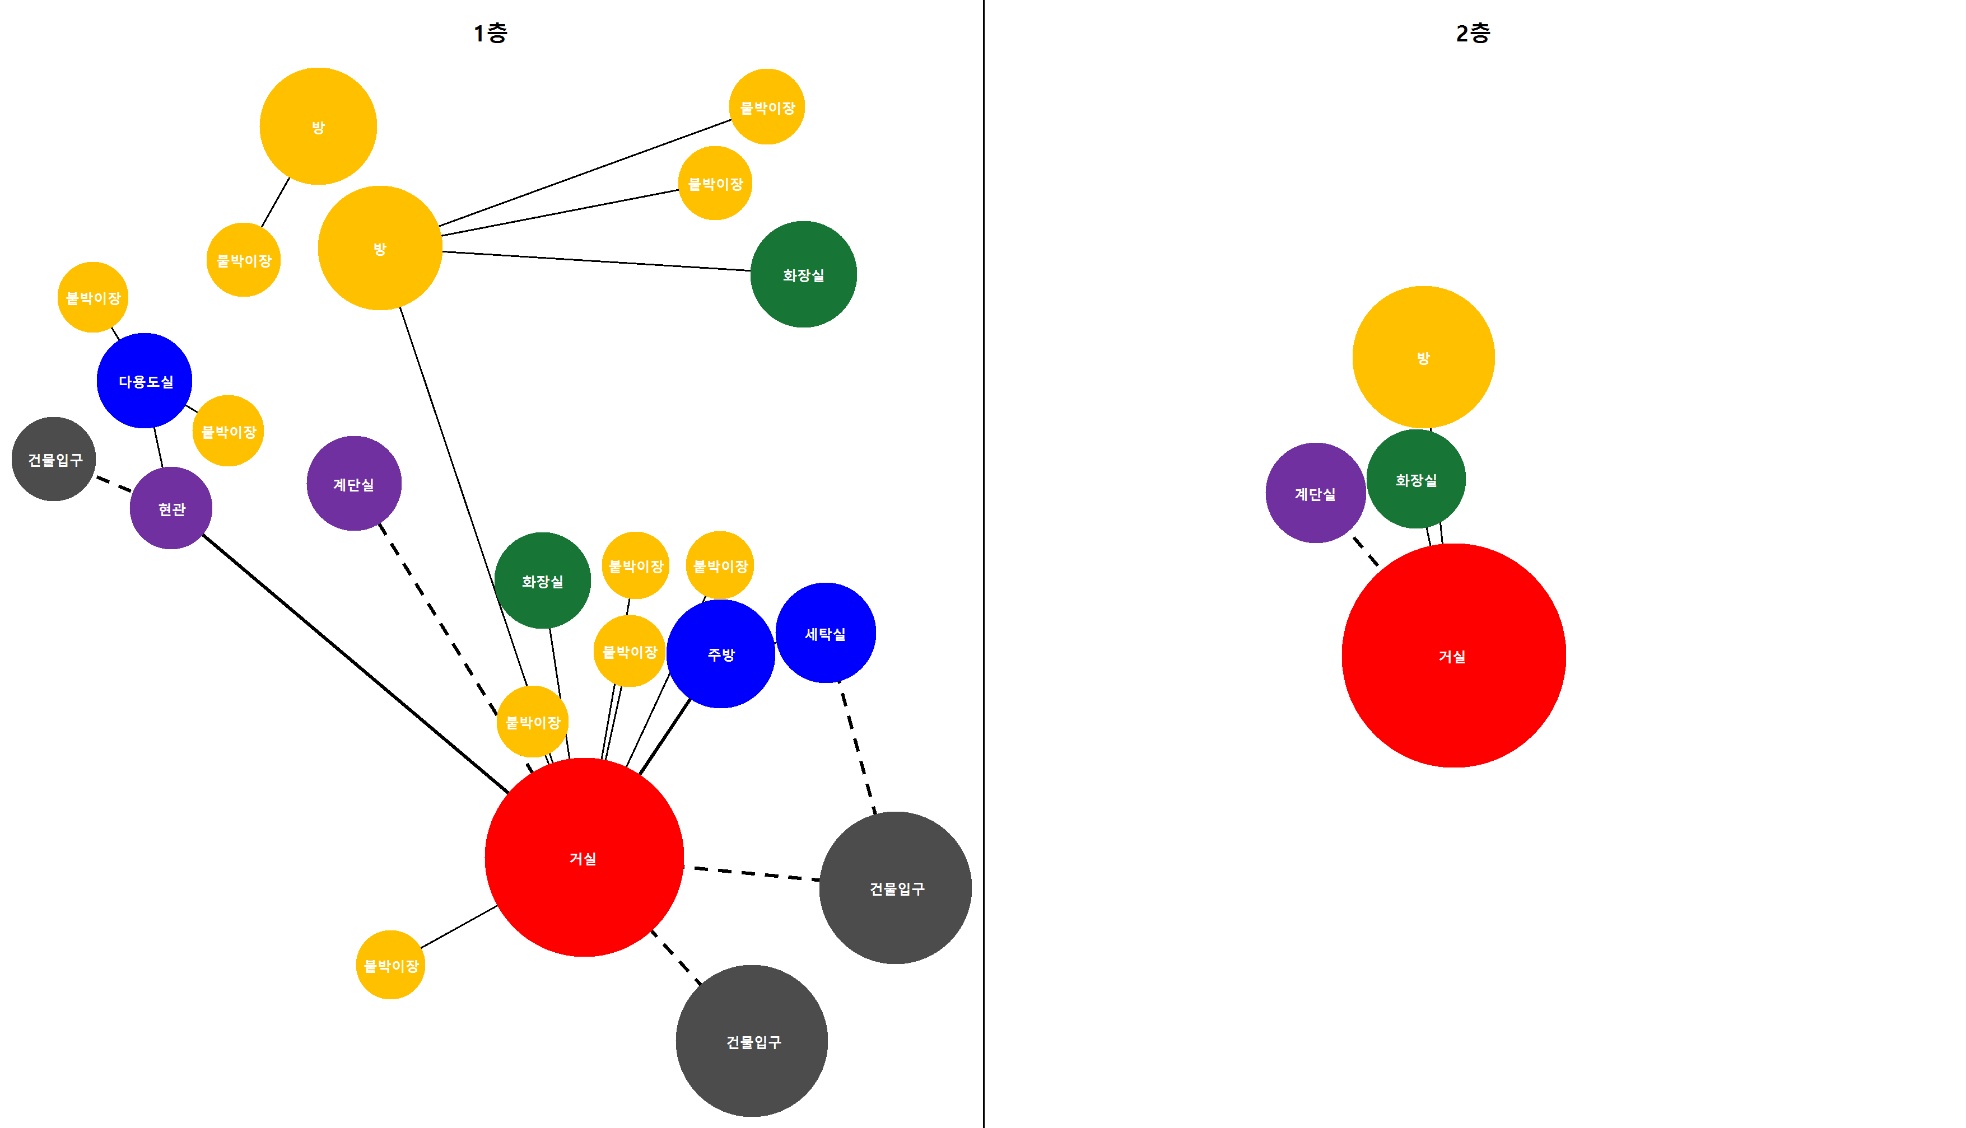 1층
2층
방
붙박이장
붙박이장
방
붙박이장
화장실
붙박이장
다용도실
붙박이장
건물입구
현관
계단실
화장실
붙박이장
붙박이장
세탁실
붙박이장
주방
붙박이장
거실
건물입구
붙박이장
건물입구
방
화장실
계단실
거실